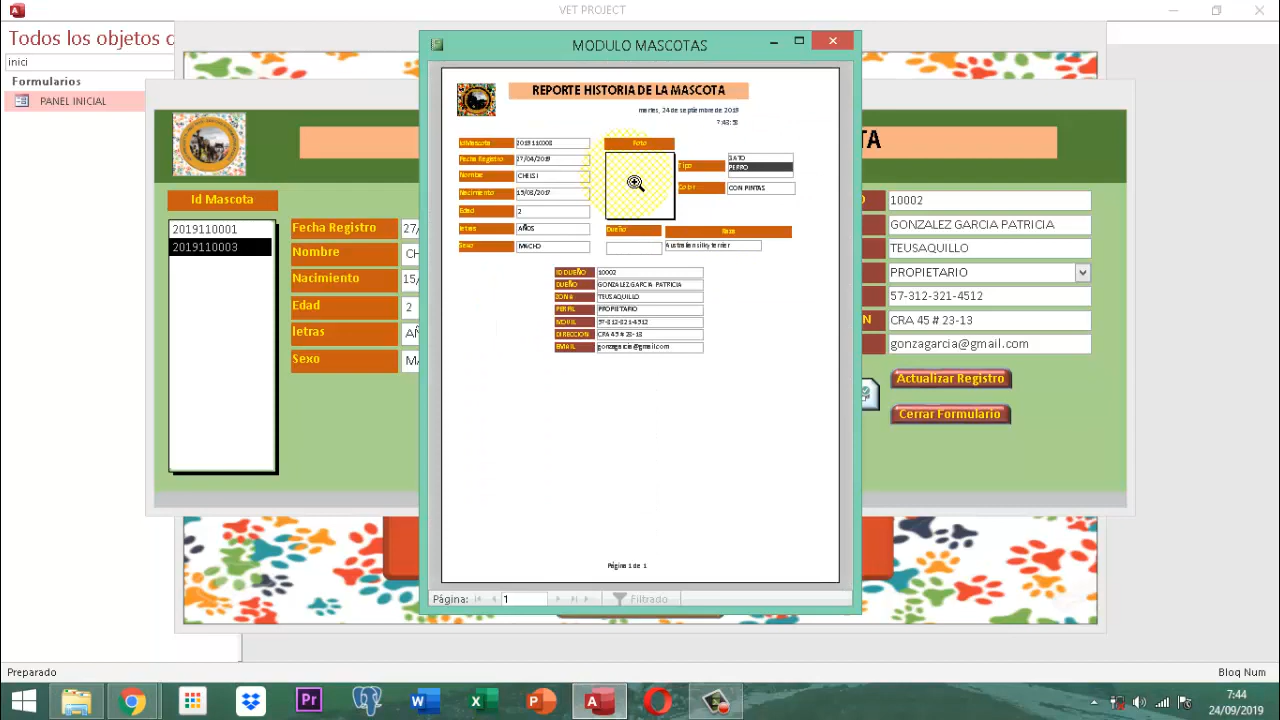 VET PROJECT
Todos los objetos d
inici
Formularios
PANEL INICIAL
Id Mascota
2019110001
2019110003
Fecha Registro
27/
Nombre
CH
Nacimiento
15/
Edad
2
letras
AÑ
Sexo
MA
MODULO MASCOTAS
REPORTE HISTORIA DE LA MASCOTA
martes, 24 de septiembre de 2019
IdMascota
Foto
Fecha Registro
27/04/2019
Nombre
CHELSI
Nacimiento
15/08/2017
Edad
2
letras
AÑOS
Sexo
MACHO
Tipo
GATO
PERRO
Color
CON PINTAS
Dueño
Raza
Australian silky terrier
ID DUEÑO
10002
DUEÑO
GONZALEZ GARCIA PATRICIA
ZONA
TEUSAQUILLO
PERFIL
PROPIETARIO
MOVIL
57-312-321-4512
DIRECCION
CRA 45 # 23-13
EMAIL
gonzagarcia@gmail.com
Página 1 de 1
Página:
1
Filtrado
TA
O
10002
GONZALEZ GARCIA PATRICIA
TEUSAQUILLO
PROPIETARIO
57-312-321-4512
N
CRA 45 # 23-13
gonzagarcia@gmail.com
Actualizar Registro
Cerrar Formulario
Preparado
Bloq Num
7:44
24/09/2019